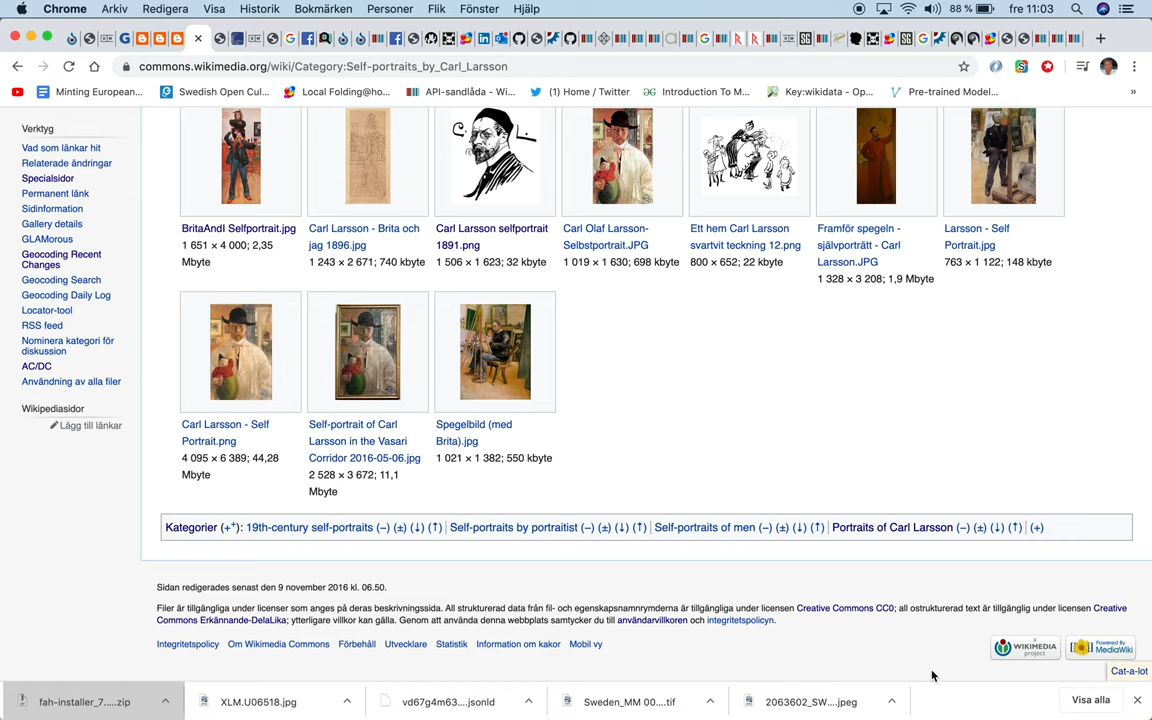 Chrome Arkiv Redigera Visa Historik Bokmärken Personer Flik Fönster Hjälp 88 % fre 11:03
commons.wikimedia.org/wiki/Category:Self-portraits_by_Carl_Larsson
Minting European... Swedish Open Cul... Local Folding@ho... API-sandlåda - Wi... (1) Home / Twitter Introduction To M... Key:wikidata - Op... Pre-trained Model... »
Verktyg
Vad som länkar hit
Relaterade ändringar
Specialsidor
Permanent länk
Sidinformation
Gallery details
GLAMorous
Geocoding Recent
Changes
Geocoding Search
Geocoding Daily Log
Locator-tool
RSS feed
Nominera kategori för
diskussion
AC/DC
Användning av alla filer
Wikipediasidor
Lägg till länkar
BritaAndI Selfportrait.jpg
1 651 × 4 000; 2,35
Mbyte
Carl Larsson - Brita och
jag 1896.jpg
1 243 × 2 671; 740 kbyte
C. L.
Carl Larsson selfportrait
1891.png
1 506 × 1 623; 32 kbyte
Carl Olaf Larsson-
Selbstportrait.JPG
1 019 × 1 630; 698 kbyte
Ett hem Carl Larsson
svartvit teckning 12.png
800 × 652; 22 kbyte
Framför spegeln -
självporträtt - Carl
Larsson.JPG
1 328 × 3 208; 1,9 Mbyte
Larsson - Self
Portrait.jpg
763 × 1 122; 148 kbyte
Carl Larsson - Self
Portrait.png
4 095 × 6 389; 44,28
Mbyte
Self-portrait of Carl
Larsson in the Vasari
Corridor 2016-05-06.jpg
2 528 × 3 672; 11,1
Mbyte
Spegelbild (med
Brita).jpg
1 021 × 1 382; 550 kbyte
Kategorier (+⁺): 19th-century self-portraits (−) (±) (↓) (↑) | Self-portraits by portraitist (−) (±) (↓) (↑) | Self-portraits of men (−) (±) (↓) (↑) | Portraits of Carl Larsson (−) (±) (↓) (↑) | (+)
Sidan redigerades senast den 9 november 2016 kl. 06.50.
Filer är tillgängliga under licenser som anges på deras beskrivningssida. All strukturerad data från fil- och egenskapsnamnrymderna är tillgänglig under licensen Creative Commons CC0; all ostrukturerad text är tillgänglig under licensen Creative
Commons Erkännande-DelaLika; ytterligare villkor kan gälla. Genom att använda denna webbplats samtycker du till användarvillkoren och integritetspolicyn.
Integritetspolicy Om Wikimedia Commons Förbehåll Utvecklare Statistik Information om kakor Mobil vy
A WIKIMEDIA project
Powered By MediaWiki
Cat-a-lot
fah-installer_7.....zip XLM.U06518.jpg vd67g4m63....jsonld Sweden_MM 00....tif 2063602_SW....jpeg Visa alla